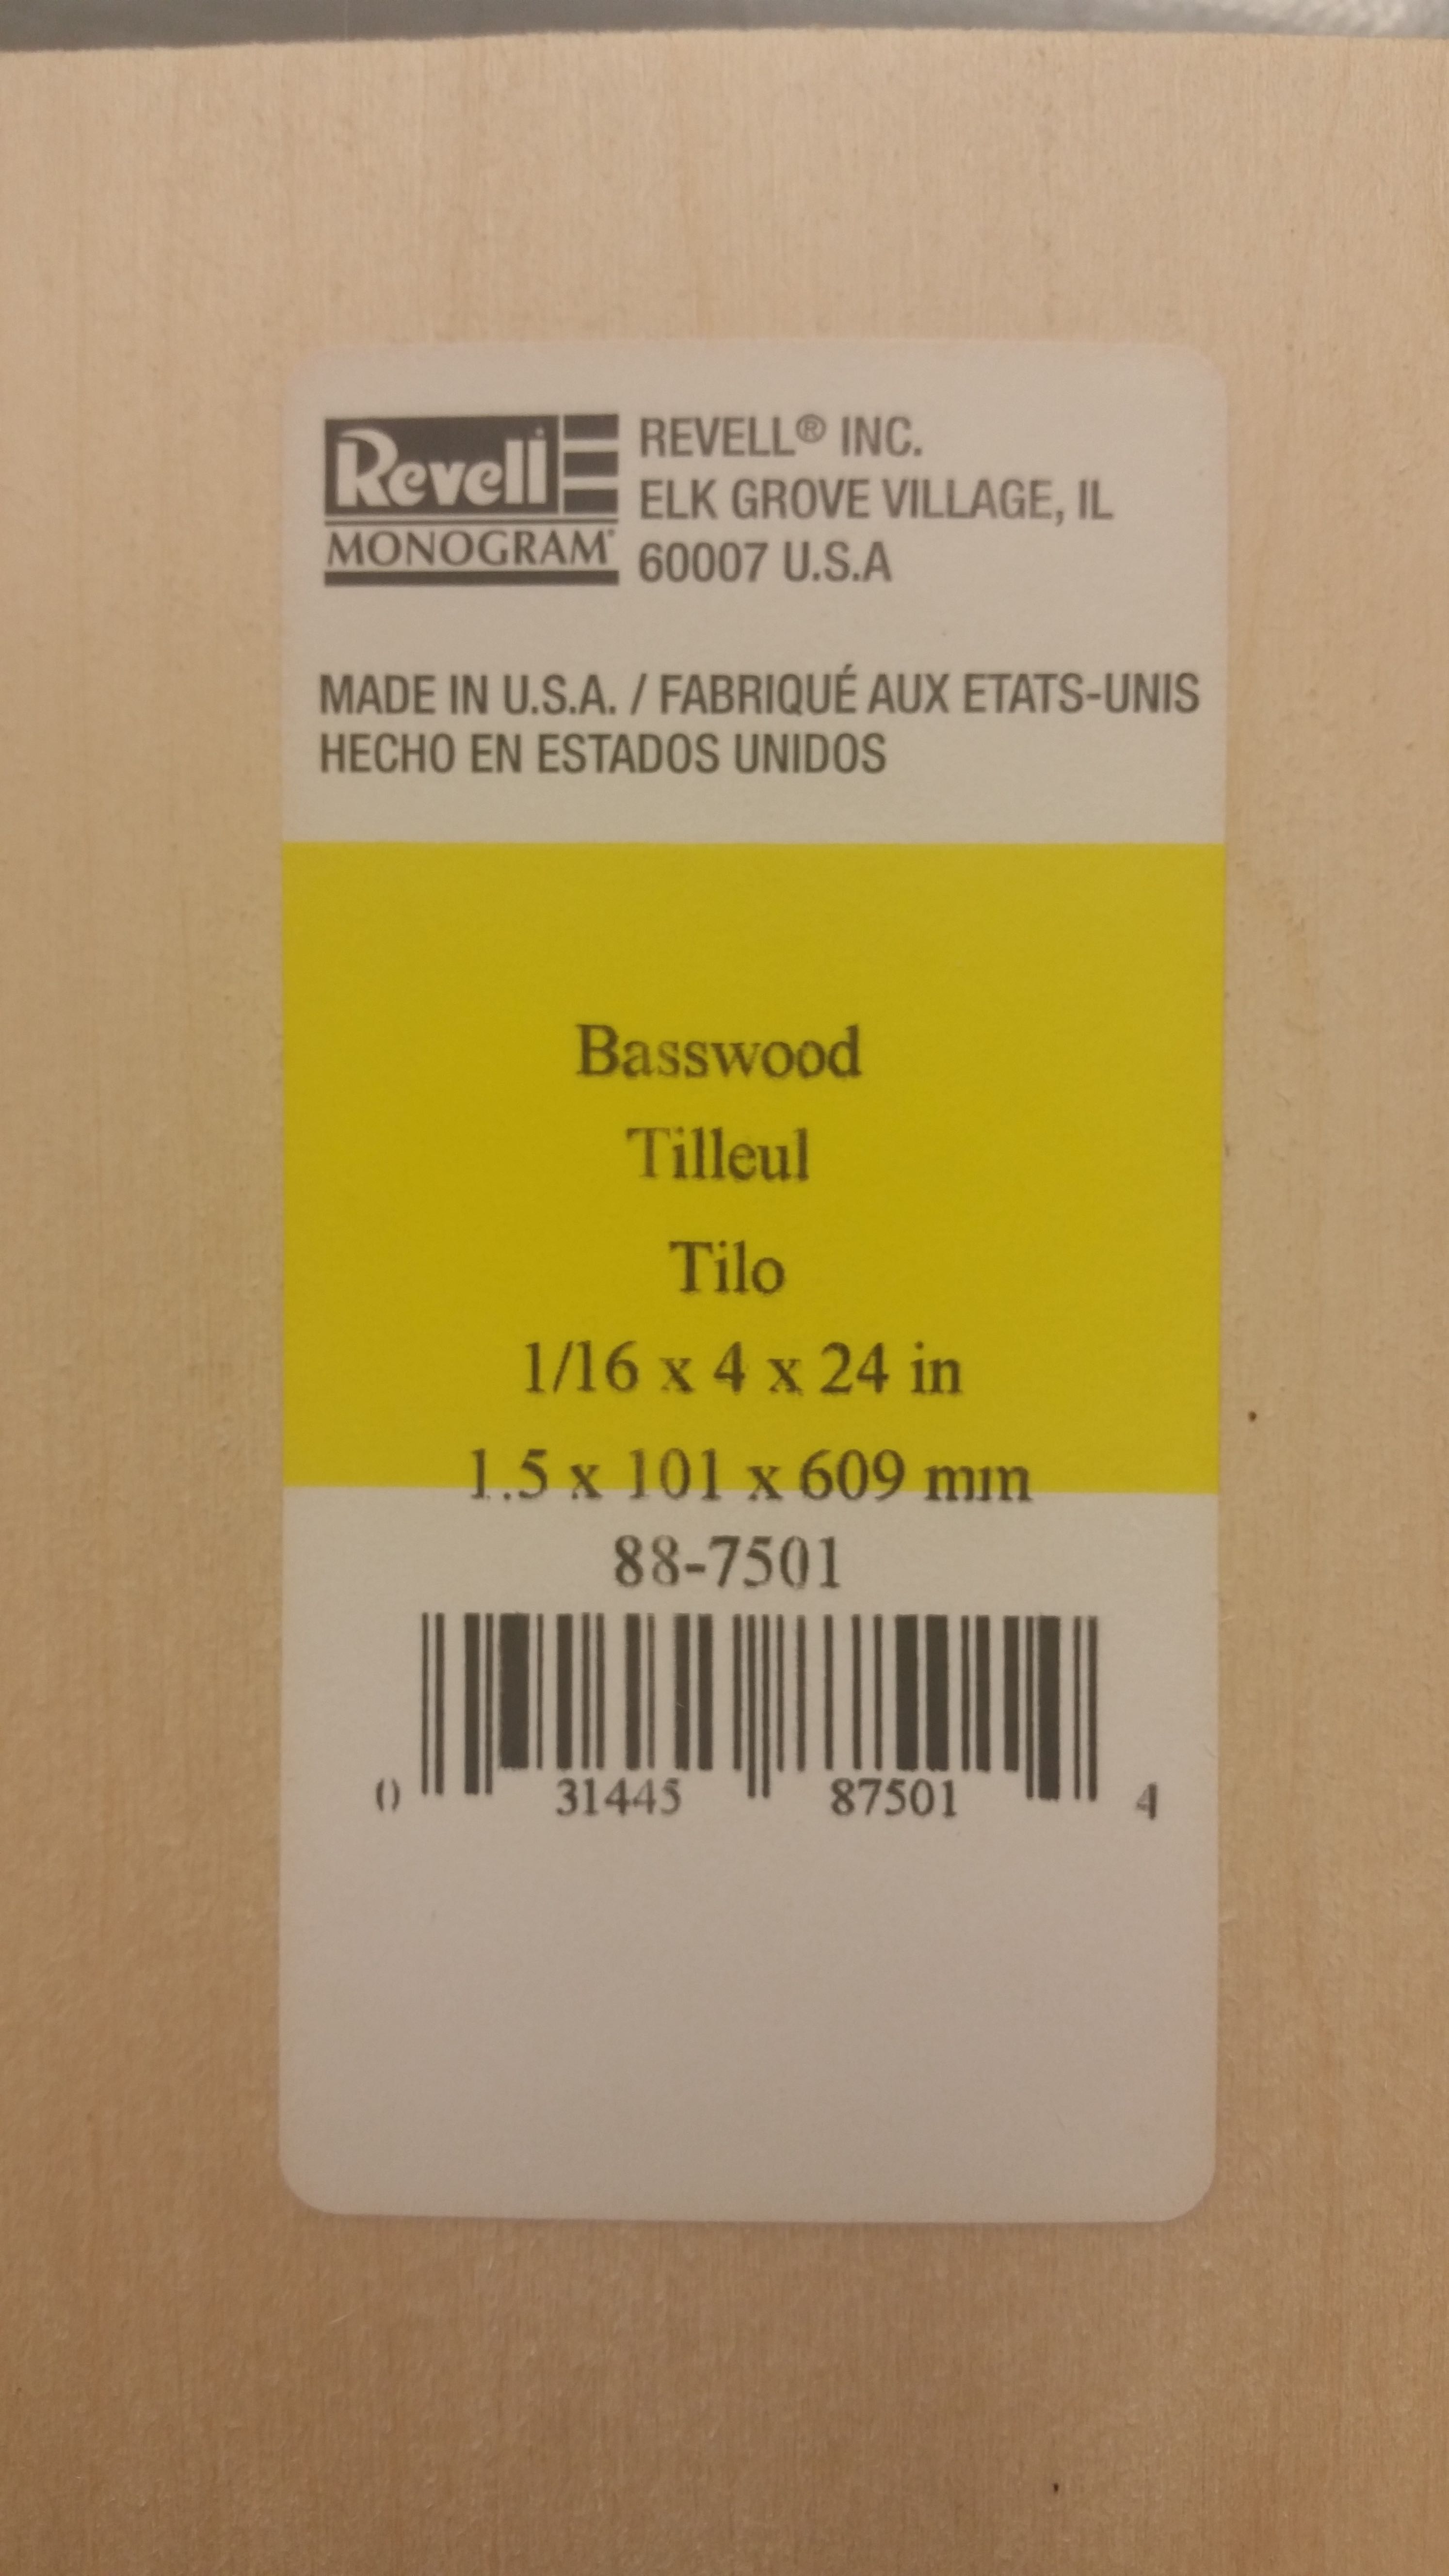 Revell
MONOGRAM®
REVELL® INC.
ELK GROVE VILLAGE, IL
60007 U.S.A
MADE IN U.S.A. / FABRIQUÉ AUX ETATS-UNIS
HECHO EN ESTADOS UNIDOS
Basswood
Tilleul
Tilo
1/16 x 4 x 24 in
1.5 x 101 x 609 mm
88-7501
0 31445 87501 4